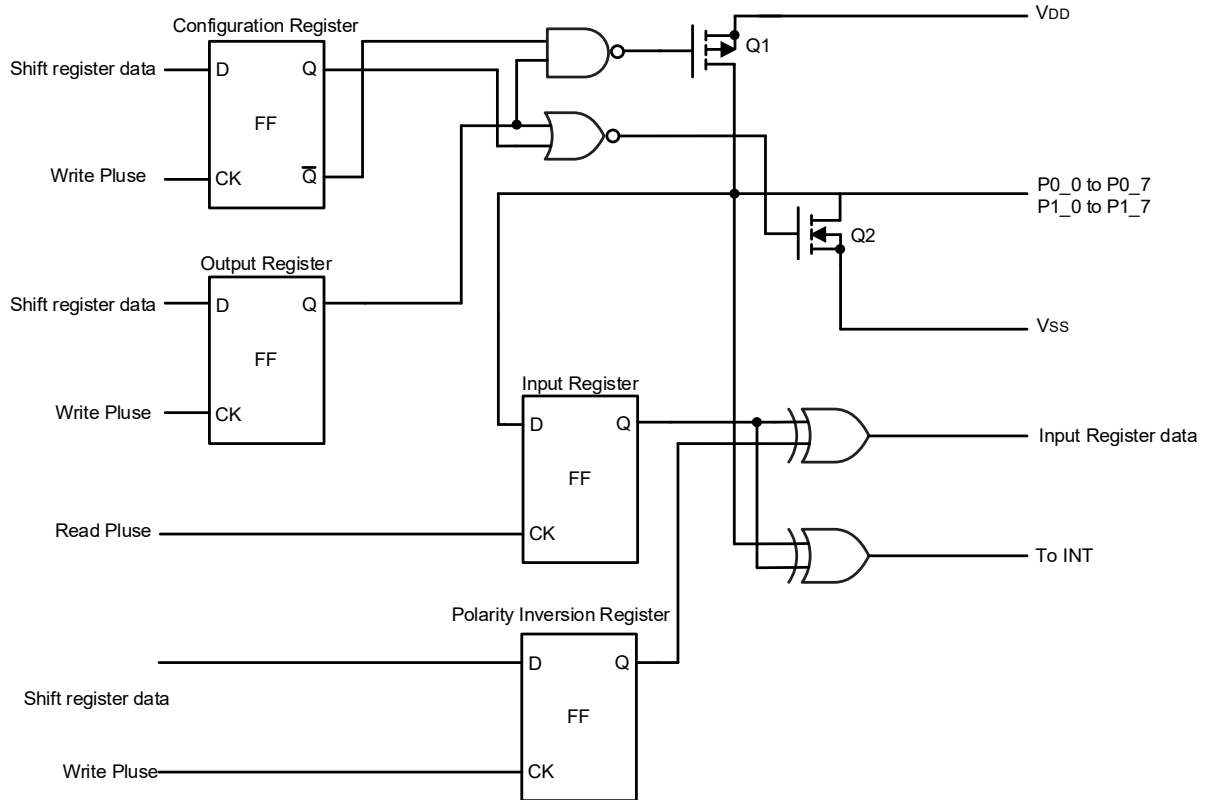 VDD
Configuration Register
Q1
Shift register data
D
Q
FF
Write Pluse
CK
Q
P0_0 to P0_7
P1_0 to P1_7
Q2
Output Register
Shift register data
D
Q
VSS
FF
Input Register
Write Pluse
CK
D
Q
Input Register data
FF
Read Pluse
CK
To INT
Polarity Inversion Register
D
Q
Shift register data
FF
Write Pluse
CK